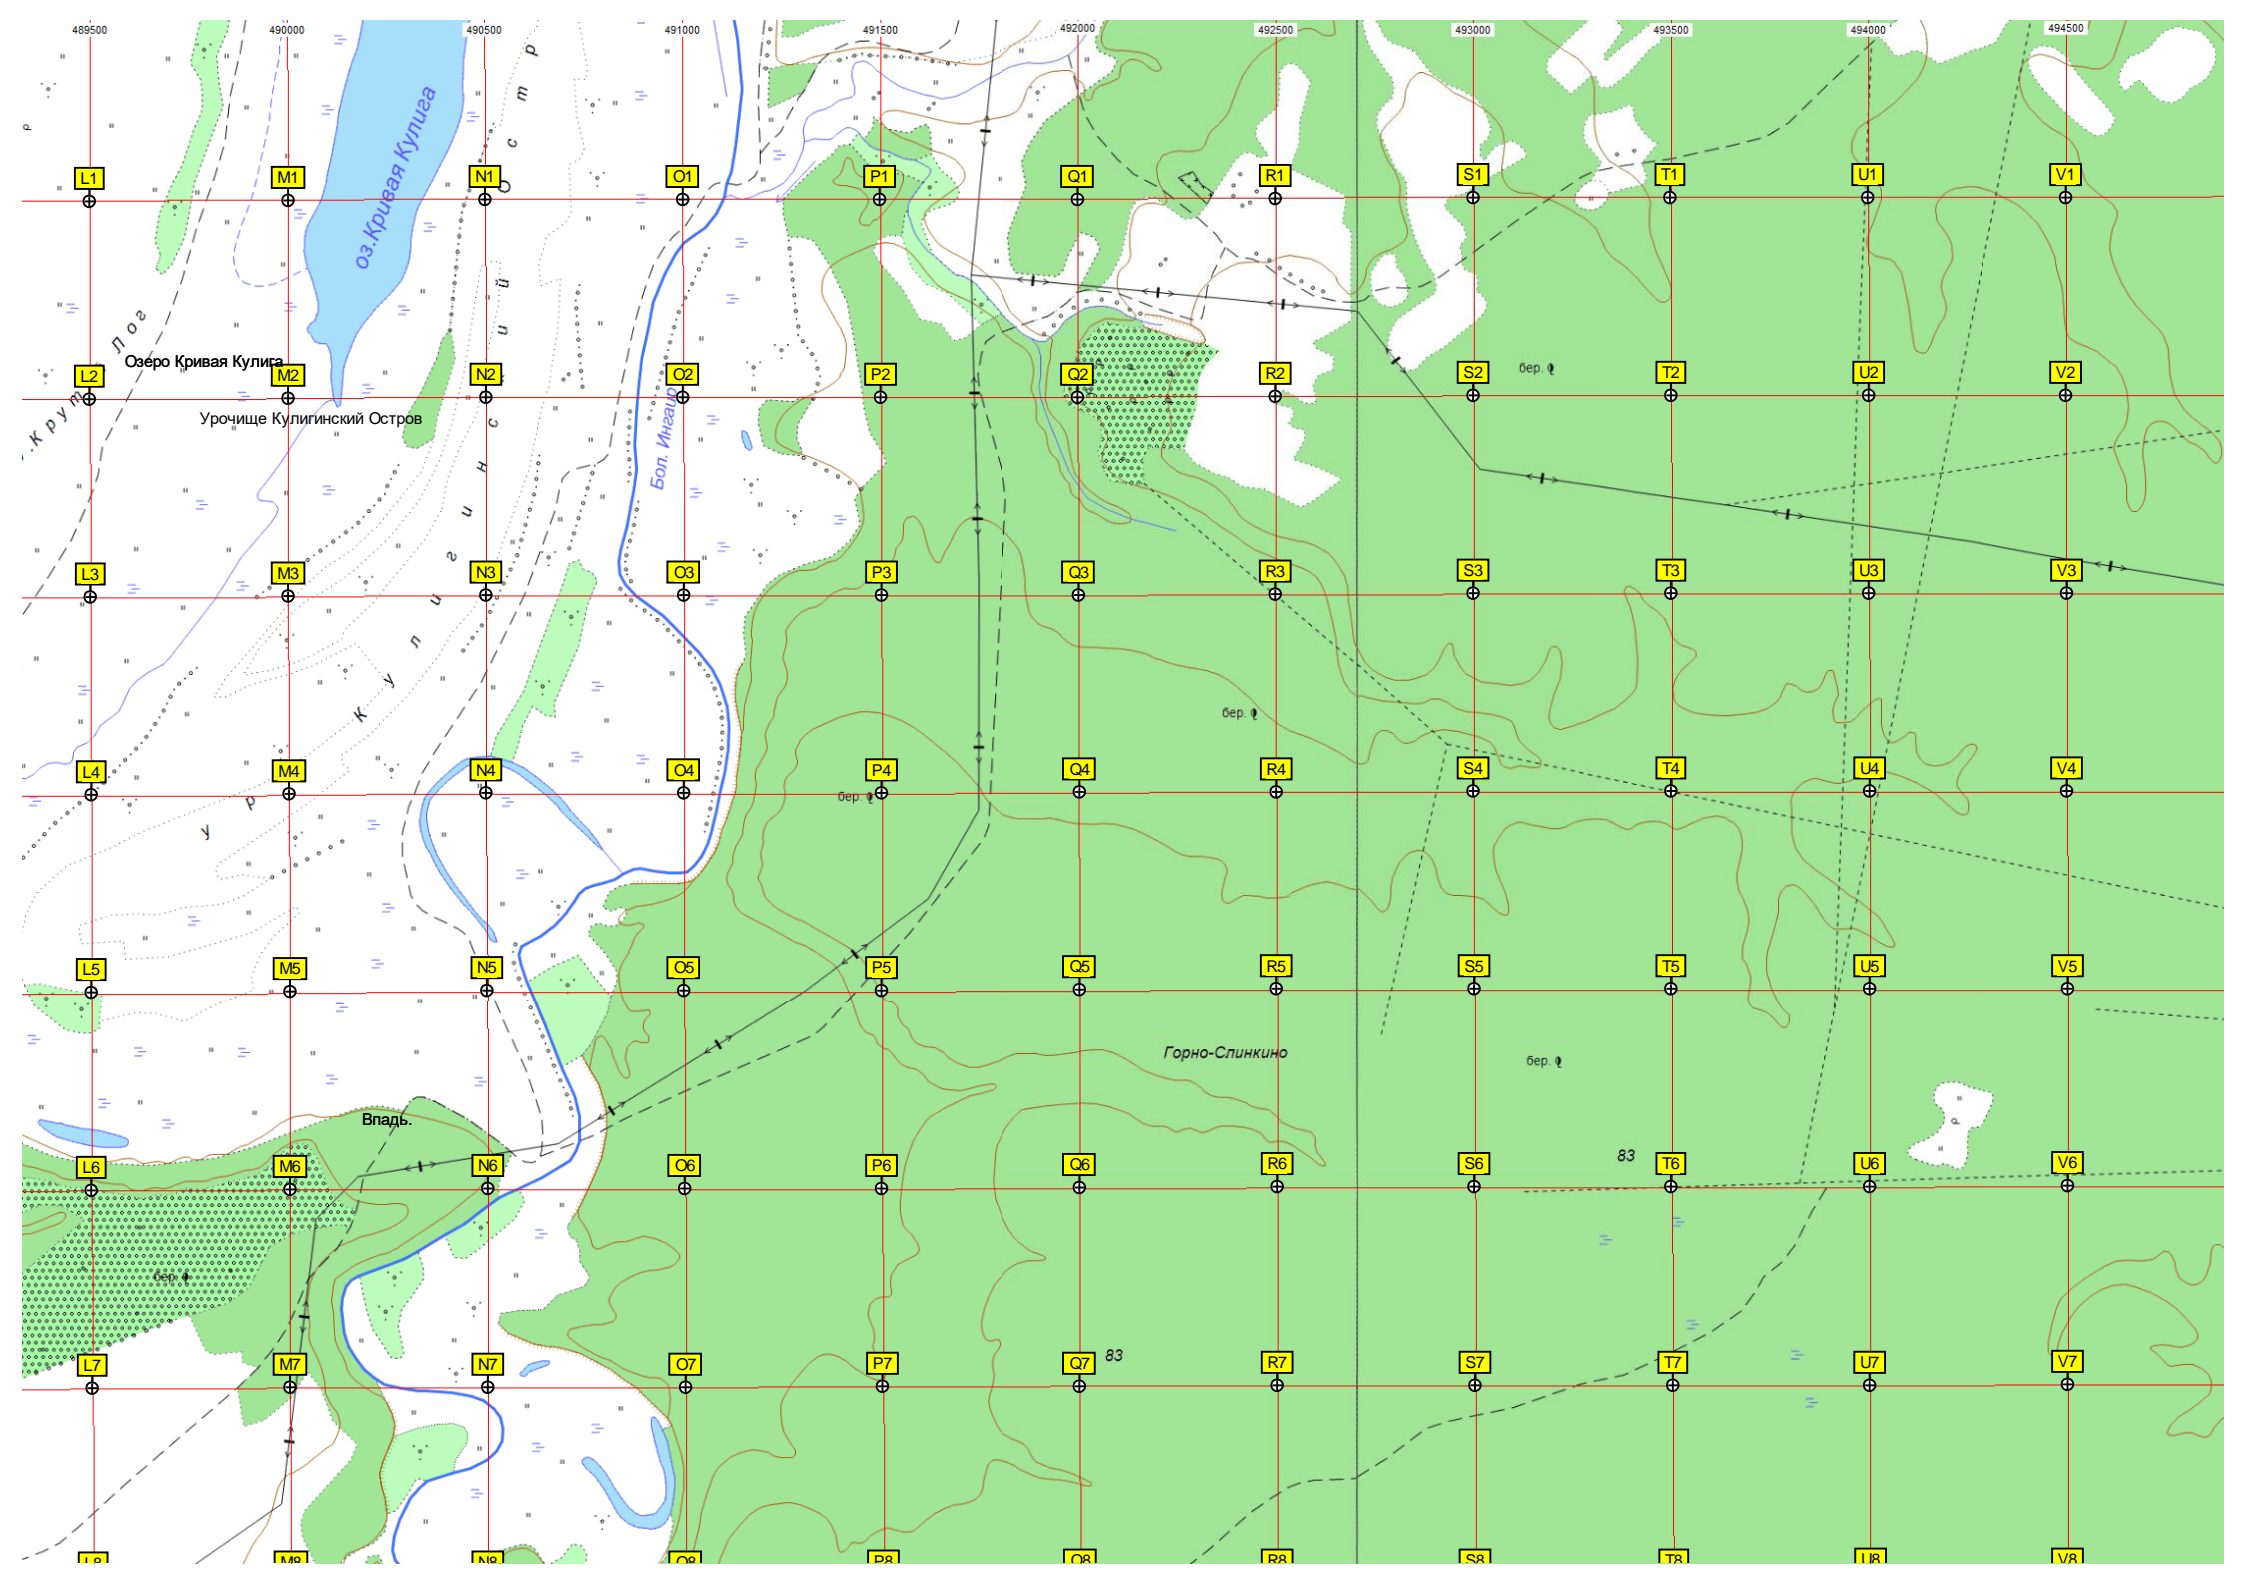 489500 490000 490500 491000 491500 492000 492500 493000 493500 494000 494500
р
Остр
оз.Кривая Кулига
L1 M1 N1 O1 P1 Q1 R1 S1 T1 U1 V1
Лог
Озеро Кривая Кулига
бер.
L2 M2 N2 O2 P2 Q2 R2 S2 T2 U2 V2
.Крут
Урочище Кулигинский Остров
Бол. Ингаир
Кулигинский
L3 M3 N3 O3 P3 Q3 R3 S3 T3 U3 V3
бер.
L4 M4 N4 O4 P4 Q4 R4 S4 T4 U4 V4
ур
бер.
L5 M5 N5 O5 P5 Q5 R5 S5 T5 U5 V5
Горно-Слинкино
бер.
Впадь.
р
83
L6 M6 N6 O6 P6 Q6 R6 S6 T6 U6 V6
бер.
83
L7 M7 N7 O7 P7 Q7 R7 S7 T7 U7 V7
L8 M8 N8 O8 P8 Q8 R8 S8 T8 U8 V8